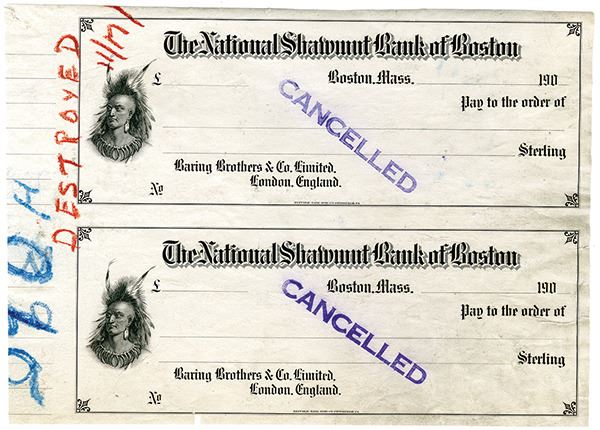 DESTROYED
The National Shawmut Bank of Boston
£ Boston, Mass. 190
Pay to the order of
CANCELLED
Sterling
Baring Brothers & Co. Limited,
London, England.
No
The National Shawmut Bank of Boston
£ Boston, Mass. 190
Pay to the order of
CANCELLED
Sterling
Baring Brothers & Co. Limited,
London, England.
No